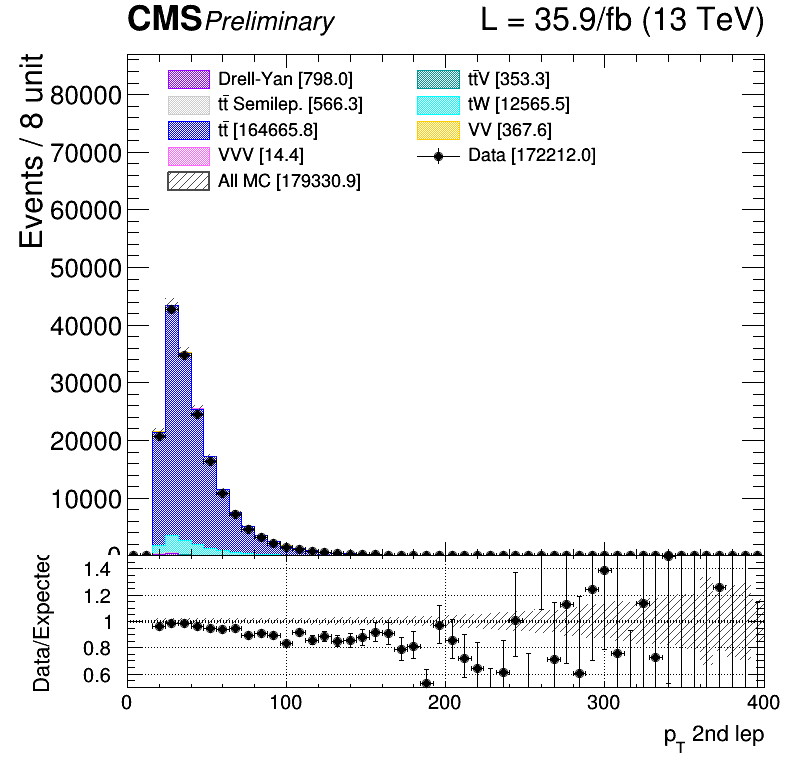 CMS Preliminary L = 35.9/fb (13 TeV)
Events / 8 unit
80000
70000
60000
50000
40000
30000
20000
10000
0
Drell-Yan [798.0]
tt̄ Semilep. [566.3]
tt̄ [164665.8]
VVV [14.4]
All MC [179330.9]
tt̄V [353.3]
tW [12565.5]
VV [367.6]
Data [172212.0]
Data/Expected
1.4
1.2
1
0.8
0.6
0 100 200 300 400
p_T 2nd lep